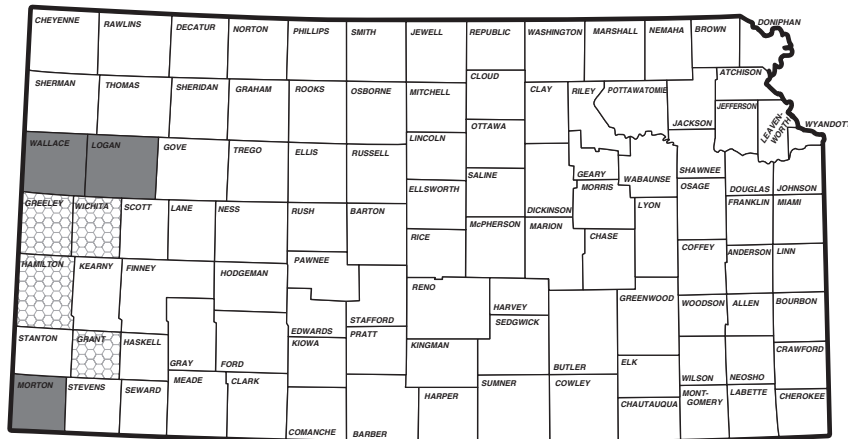 CHEYENNE RAWLINS DECATUR NORTON PHILLIPS SMITH JEWELL REPUBLIC WASHINGTON MARSHALL NEMAHA BROWN DONIPHAN
CLOUD ATCHISON
SHERMAN THOMAS SHERIDAN GRAHAM ROOKS OSBORNE MITCHELL CLAY RILEY POTTAWATOMIE
JEFFERSON
JACKSON LEAVEN-
WORTH WYANDOTT
OTTAWA
WALLACE LOGAN GOVE TREGO ELLIS RUSSELL LINCOLN
SALINE GEARY WABAUNSE SHAWNEE
ELLSWORTH MORRIS OSAGE DOUGLAS JOHNSON
GREELEY WICHITA SCOTT LANE NESS RUSH BARTON DICKINSON LYON FRANKLIN MIAMI
McPHERSON MARION
RICE CHASE
COFFEY ANDERSON LINN
HAMILTON KEARNY FINNEY PAWNEE
HODGEMAN
RENO GREENWOOD
HARVEY WOODSON ALLEN BOURBON
STAFFORD SEDGWICK
EDWARDS PRATT
STANTON GRANT HASKELL KIOWA KINGMAN CRAWFORD
GRAY FORD BUTLER ELK
WILSON NEOSHO
MORTON STEVENS SEWARD MEADE CLARK SUMNER COWLEY
HARPER MONT-
GOMERY LABETTE CHEROKEE
CHAUTAUQUA
COMANCHE BARBER